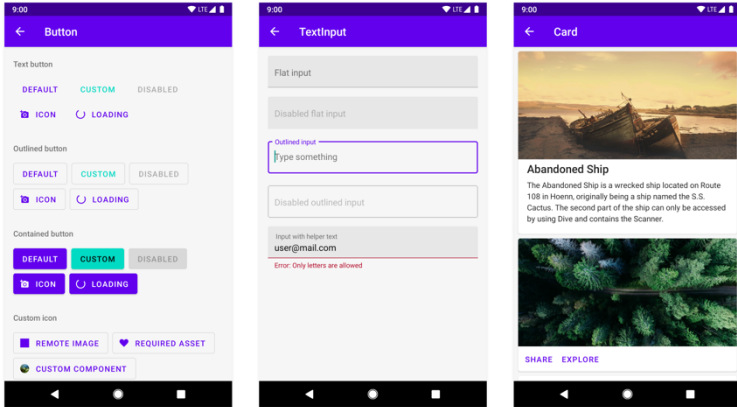 9:00
LTE
Button
Text button
DEFAULT
CUSTOM
DISABLED
ICON
LOADING
Outlined button
DEFAULT
CUSTOM
DISABLED
ICON
LOADING
Contained button
DEFAULT
CUSTOM
DISABLED
ICON
LOADING
Custom icon
REMOTE IMAGE
REQUIRED ASSET
CUSTOM COMPONENT
9:00
LTE
TextInput
Flat input
Disabled flat input
Outlined input
Type something
Disabled outlined input
Input with helper text
user@mail.com
Error: Only letters are allowed
9:00
LTE
Card
Abandoned Ship
The Abandoned Ship is a wrecked ship located on Route
108 in Hoenn, originally being a ship named the S.S.
Cactus. The second part of the ship can only be accessed
by using Dive and contains the Scanner.
SHARE
EXPLORE